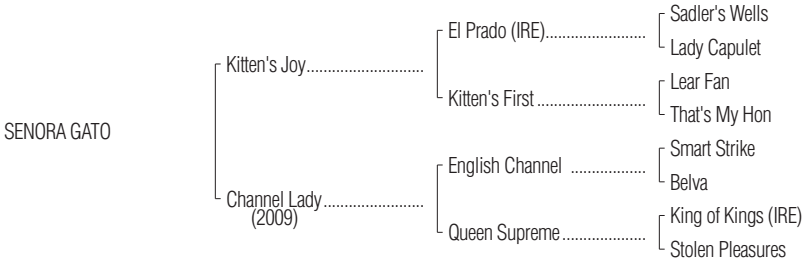 Sadler's Wells
El Prado (IRE)........................
Lady Capulet
Kitten's Joy............................
Lear Fan
Kitten's First ..........................
That's My Hon
SENORA GATO
Smart Strike
English Channel ..................
Belva
Channel Lady........................
(2009)
King of Kings (IRE)
Queen Supreme....................
Stolen Pleasures